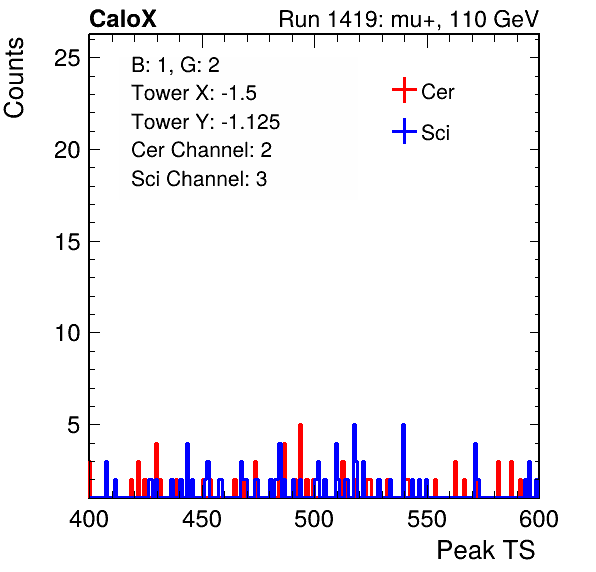 CaloX Run 1419: mu+, 110 GeV
Counts
B: 1, G: 2
Tower X: -1.5
Tower Y: -1.125
Cer Channel: 2
Sci Channel: 3
Cer
Sci
25
20
15
10
5
400 450 500 550 600
Peak TS